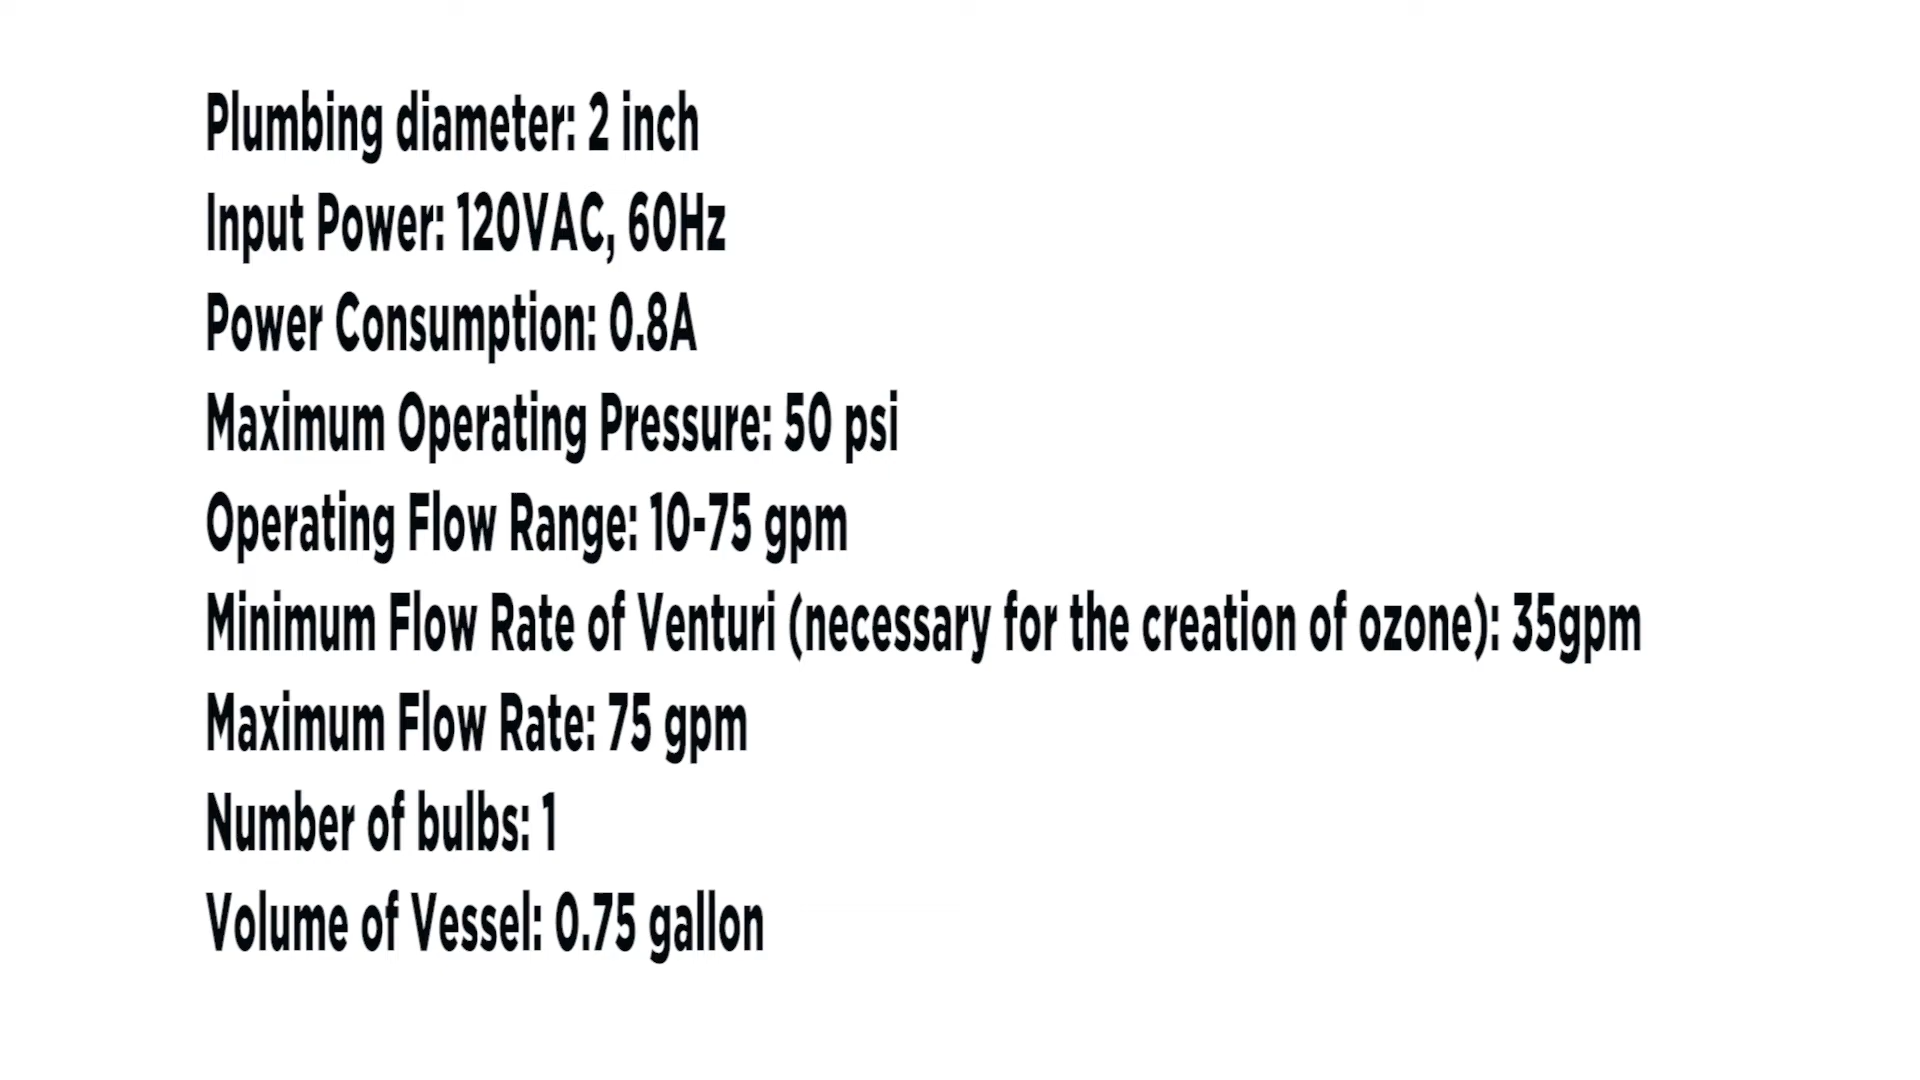 Plumbing diameter: 2 inch
Input Power: 120VAC, 60Hz
Power Consumption: 0.8A
Maximum Operating Pressure: 50 psi
Operating Flow Range: 10-75 gpm
Minimum Flow Rate of Venturi (necessary for the creation of ozone): 35gpm
Maximum Flow Rate: 75 gpm
Number of bulbs: 1
Volume of Vessel: 0.75 gallon